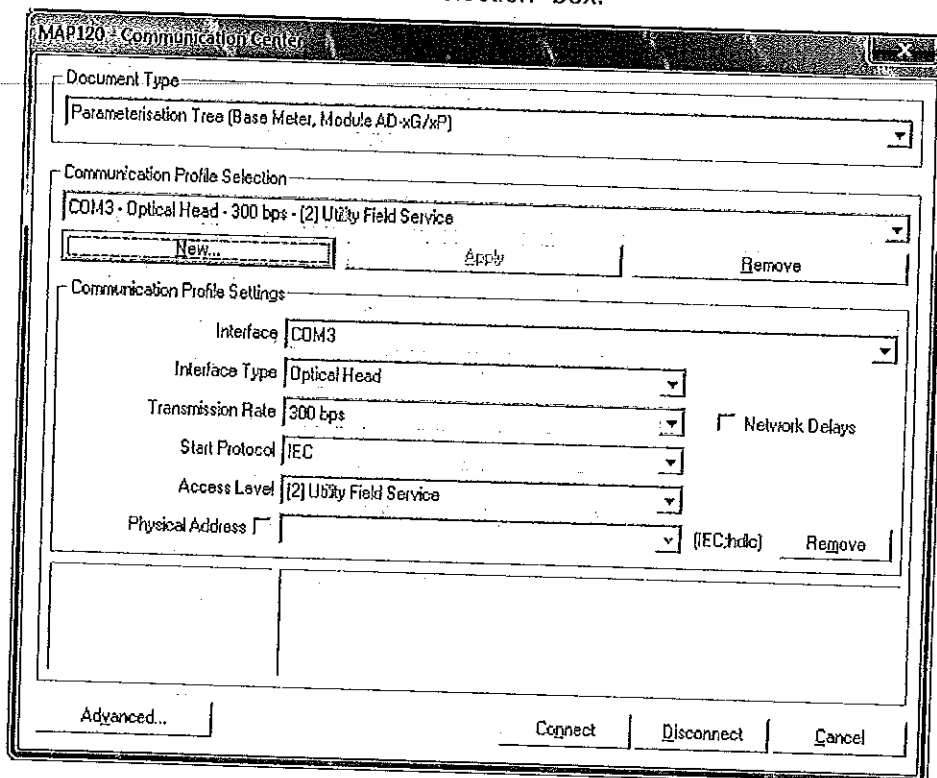 box.
MAP120 - Communication Center
Document Type
Parameterisation Tree (Base Meter, Module AD-xG/xP)
Communication Profile Selection
COM3 - Optical Head - 300 bps - [2] Utility Field Service
New... Apply Remove
Communication Profile Settings
Interface COM3
Interface Type Optical Head
Transmission Rate 300 bps Network Delays
Start Protocol IEC
Access Level [2] Utility Field Service
Physical Address (IEC;hdlc) Remove
Advanced... Connect Disconnect Cancel